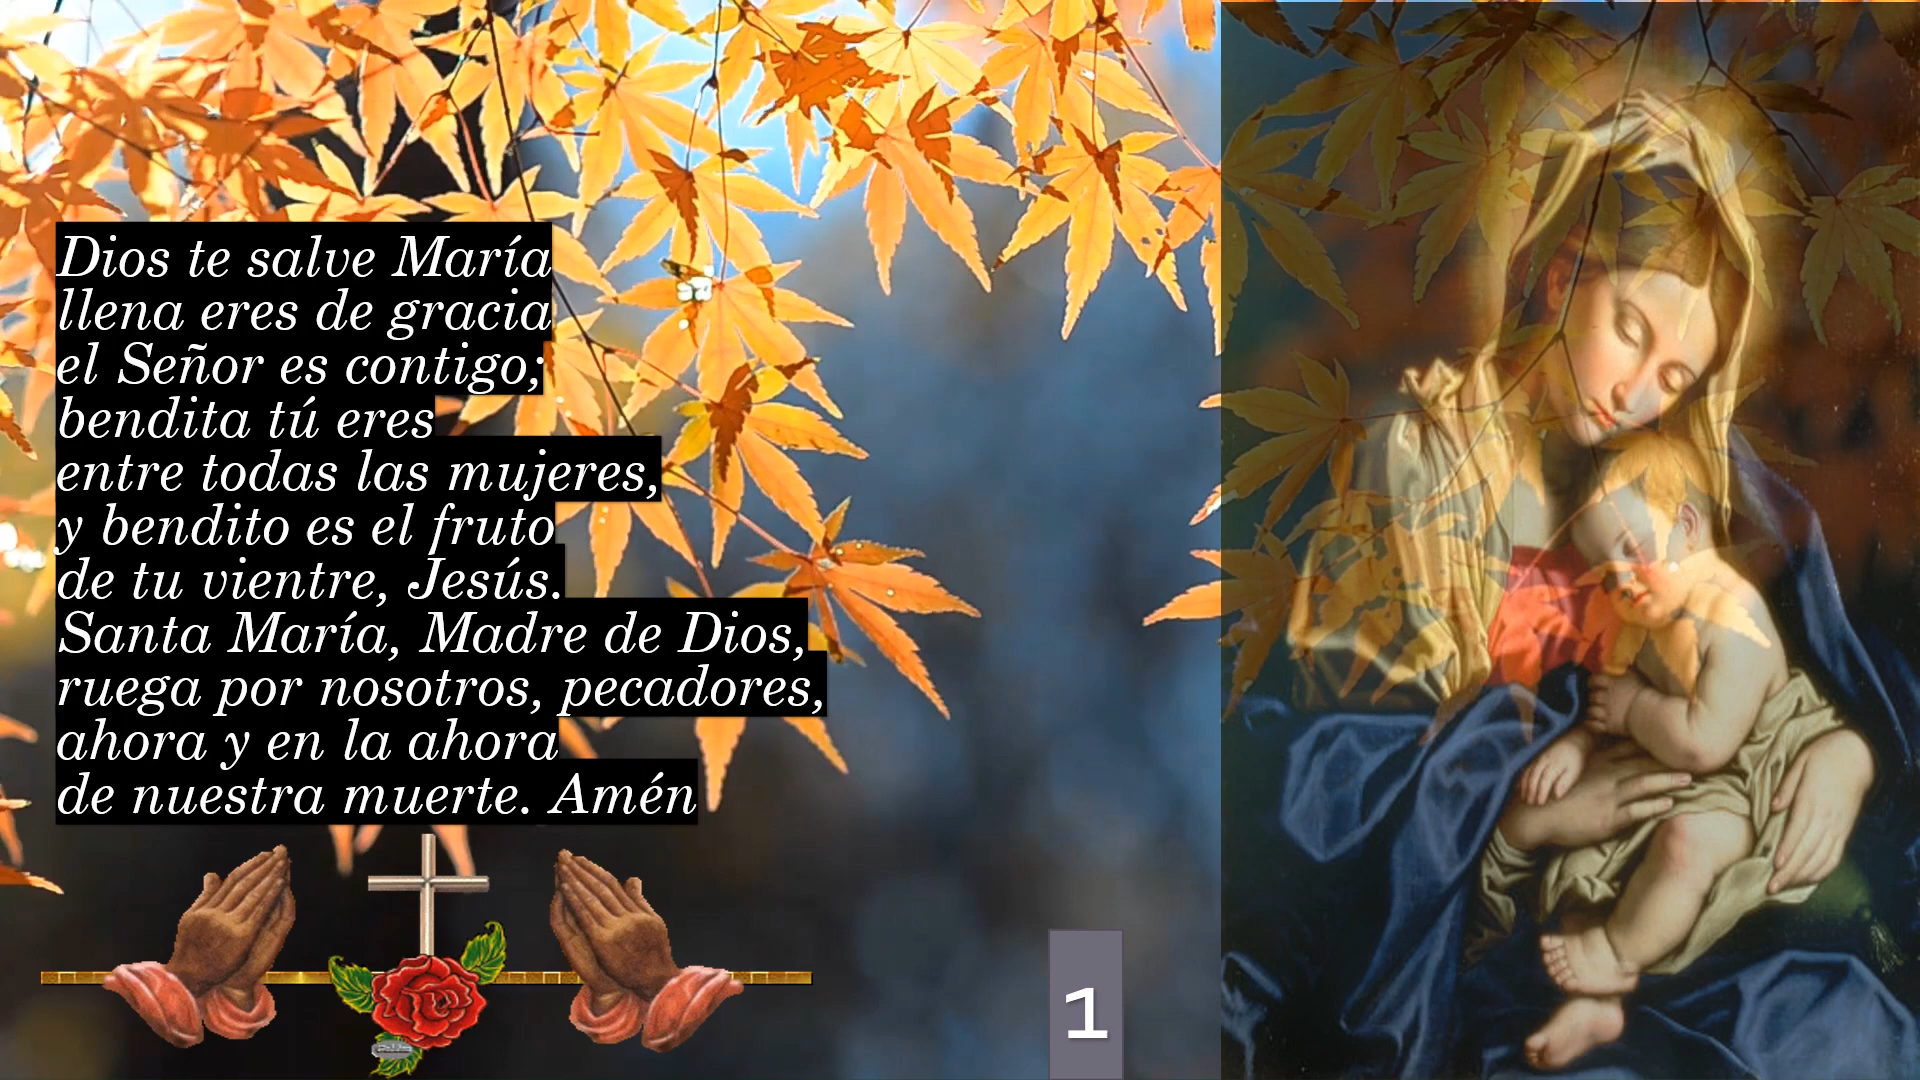 Dios te salve María
llena eres de gracia
el Señor es contigo;
bendita tú eres
entre todas las mujeres,
y bendito es el fruto
de tu vientre, Jesús.
Santa María, Madre de Dios,
ruega por nosotros, pecadores,
ahora y en la ahora
de nuestra muerte. Amén
1